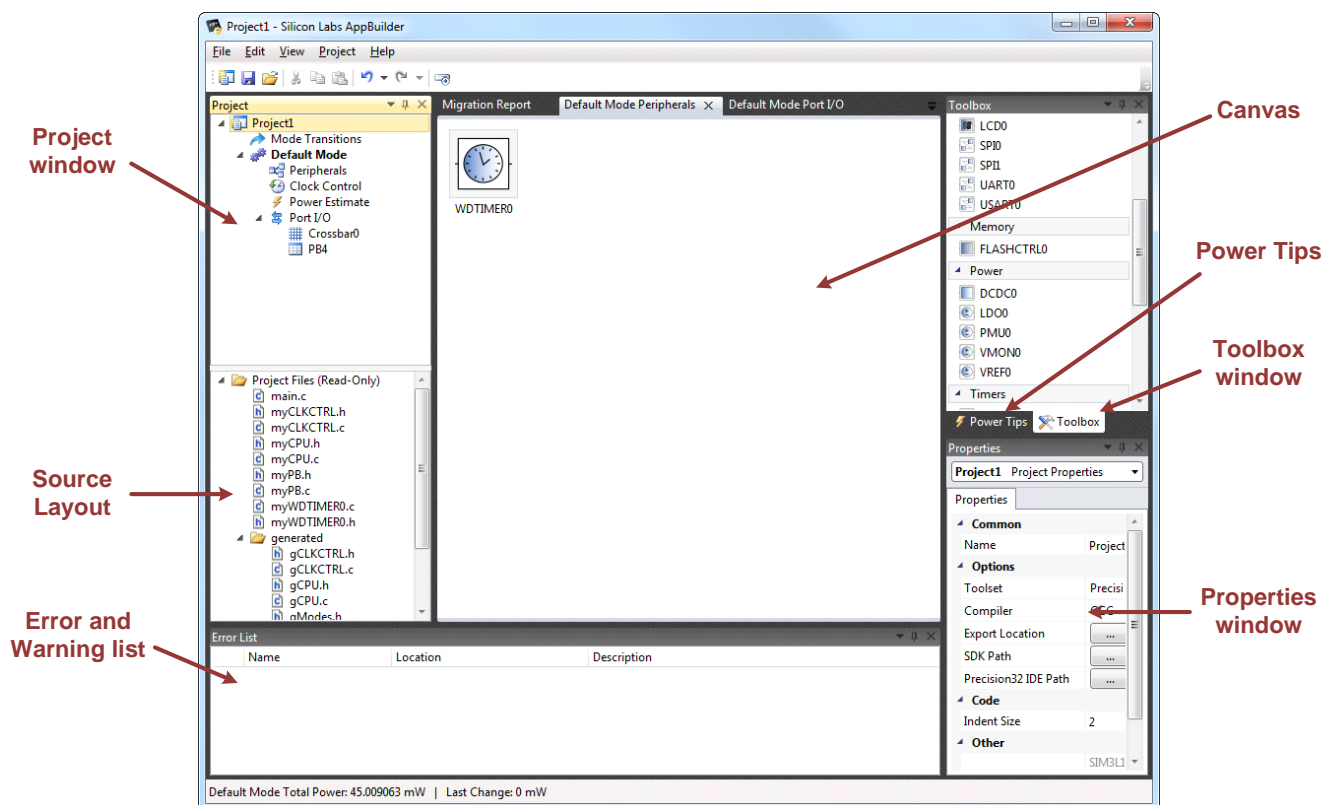 Project1 - Silicon Labs AppBuilder
File Edit View Project Help
Project
Project1
Mode Transitions
Default Mode
Peripherals
Clock Control
Power Estimate
Port I/O
Crossbar0
PB4
Project Files (Read-Only)
main.c
myCLKCTRL.h
myCLKCTRL.c
myCPU.h
myCPU.c
myPB.h
myPB.c
myWDTIMER0.c
myWDTIMER0.h
generated
gCLKCTRL.h
gCLKCTRL.c
gCPU.h
gCPU.c
gModes.h
Migration Report Default Mode Peripherals Default Mode Port I/O
WDTIMER0
Toolbox
LCD0
SPI0
SPI1
UART0
USART0
Memory
FLASHCTRL0
Power
DCDC0
LDO0
PMU0
VMON0
VREF0
Timers
Power Tips Toolbox
Properties
Project1 Project Properties
Properties
Common
Name Project
Options
Toolset Precisi
Compiler GCC
Export Location ...
SDK Path ...
Precision32 IDE Path ...
Code
Indent Size 2
Other
SIM3L1
Error List
Name Location Description
Default Mode Total Power: 45.009063 mW | Last Change: 0 mW
Project
window
Source
Layout
Error and
Warning list
Canvas
Power Tips
Toolbox
window
Properties
window